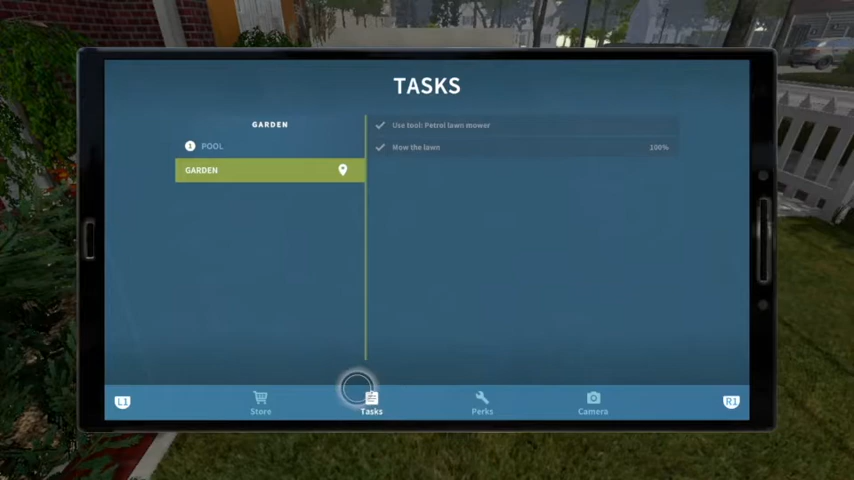 TASKS
GARDEN
1 POOL
GARDEN
Use tool: Petrol lawn mower
Mow the lawn 100%
L1
Store
Tasks
Perks
Camera
R1